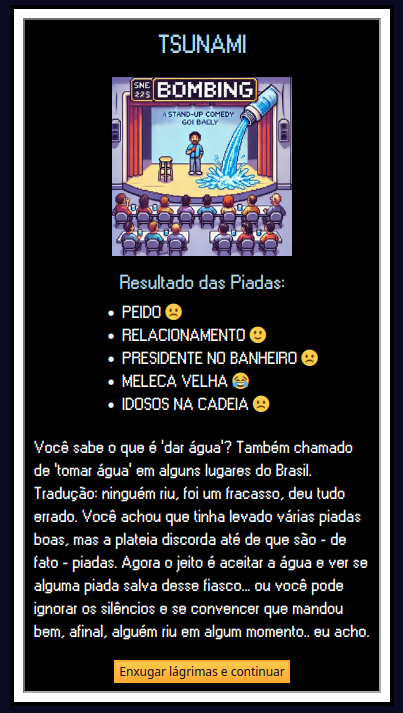 TSUNAMI
SNE
22S
BOMBING
A STAND-UP COMEDY
GOI BACLY
Resultado das Piadas:
• PEIDO 🙁
• RELACIONAMENTO 🙂
• PRESIDENTE NO BANHEIRO 🙁
• MELECA VELHA 😂
• IDOSOS NA CADEIA 🙁
Você sabe o que é 'dar água'? Também chamado
de 'tomar água' em alguns lugares do Brasil.
Tradução: ninguém riu, foi um fracasso, deu tudo
errado. Você achou que tinha levado várias piadas
boas, mas a plateia discorda até de que são - de
fato - piadas. Agora o jeito é aceitar a água e ver se
alguma piada salva desse fiasco... ou você pode
ignorar os silêncios e se convencer que mandou
bem, afinal, alguém riu em algum momento.. eu acho.
Enxugar lágrimas e continuar